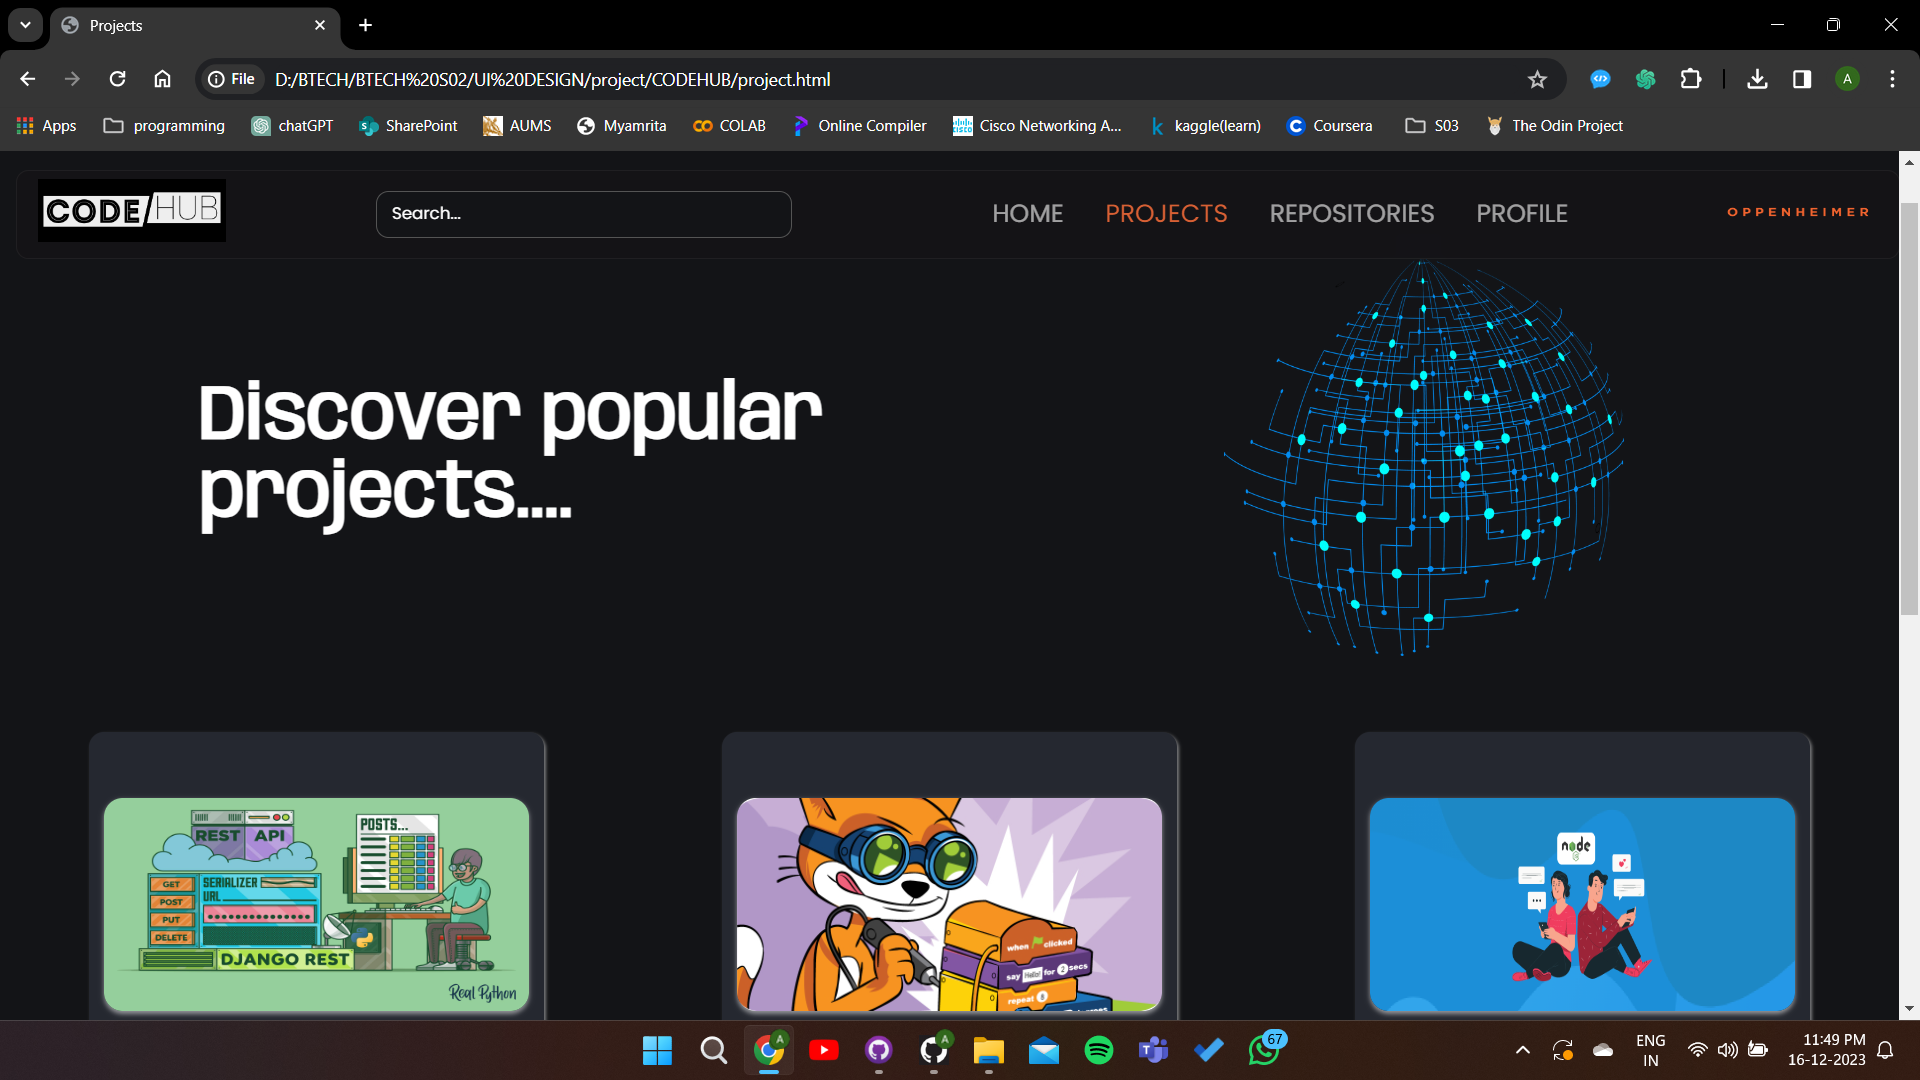 Projects
File
D:/BTECH/BTECH%20S02/UI%20DESIGN/project/CODEHUB/project.html
A
Apps
programming
chatGPT
SharePoint
AUMS
Myamrita
COLAB
Online Compiler
Cisco Networking A...
kaggle(learn)
Coursera
S03
The Odin Project
CODE/HUB
Search...
HOME
PROJECTS
REPOSITORIES
PROFILE
OPPENHEIMER
Discover popular
projects....
REST API
POSTS...
GET
POST
PUT
DELETE
SERIALIZER
URL
DJANGO REST
Real Python
when clicked
say Hello! for 2 secs
repeat
node
A
A
67
ENG
IN
11:49 PM
16-12-2023